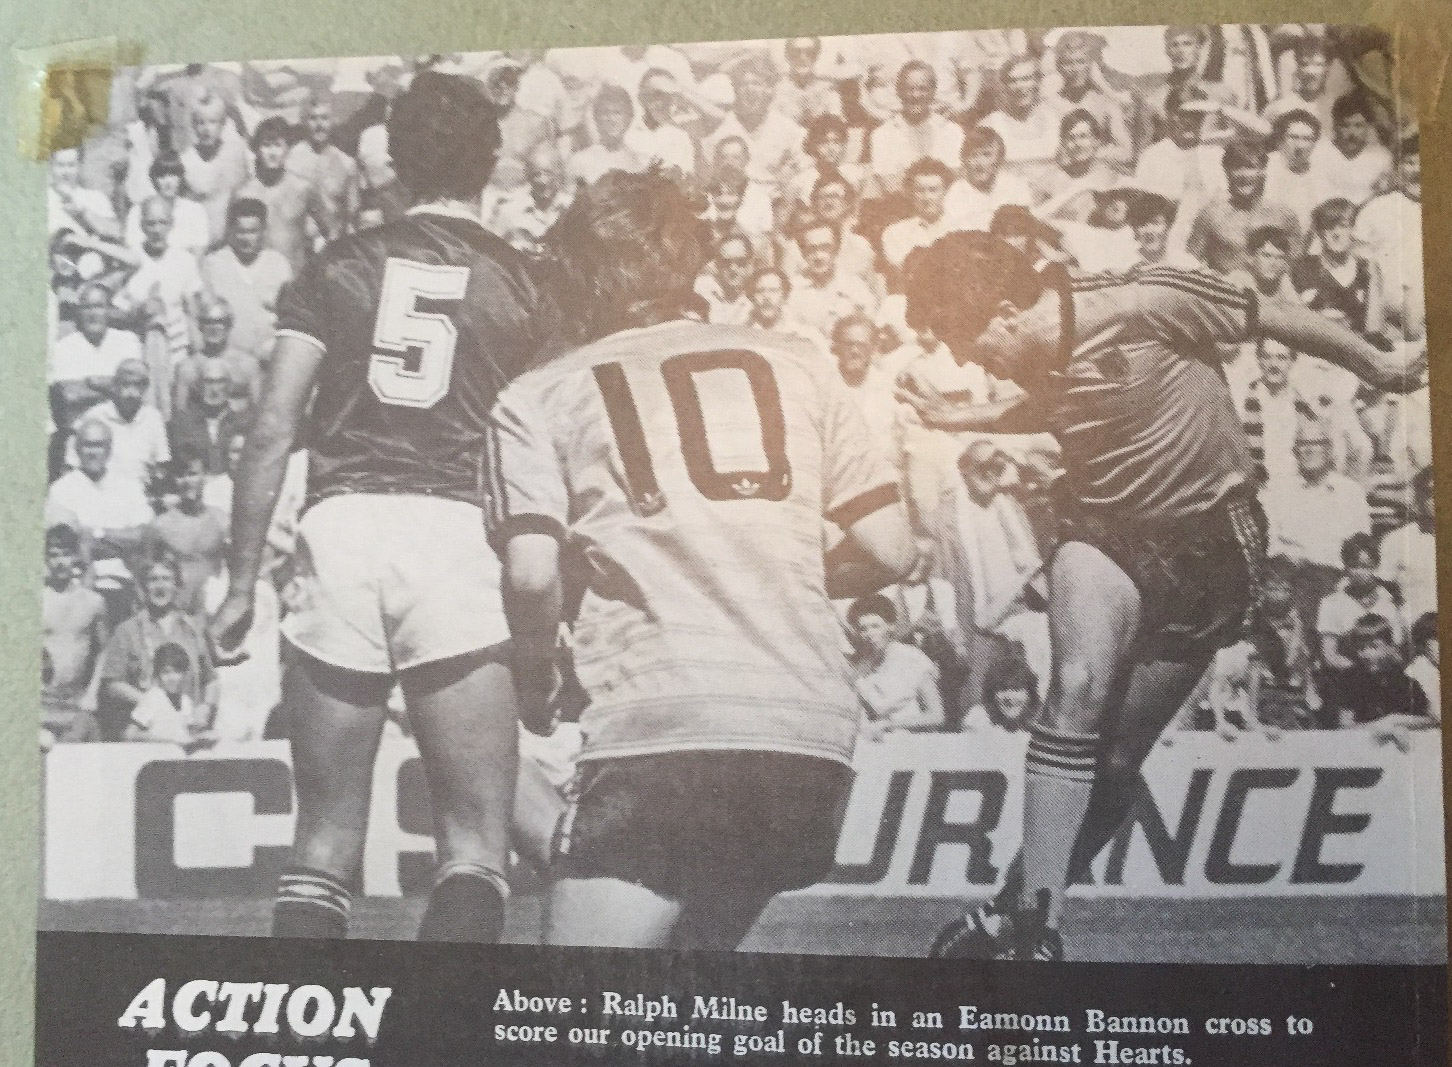 5
10
C
URANCE
ACTION
FOCUS
Above : Ralph Milne heads in an Eamonn Bannon cross to
score our opening goal of the season against Hearts.